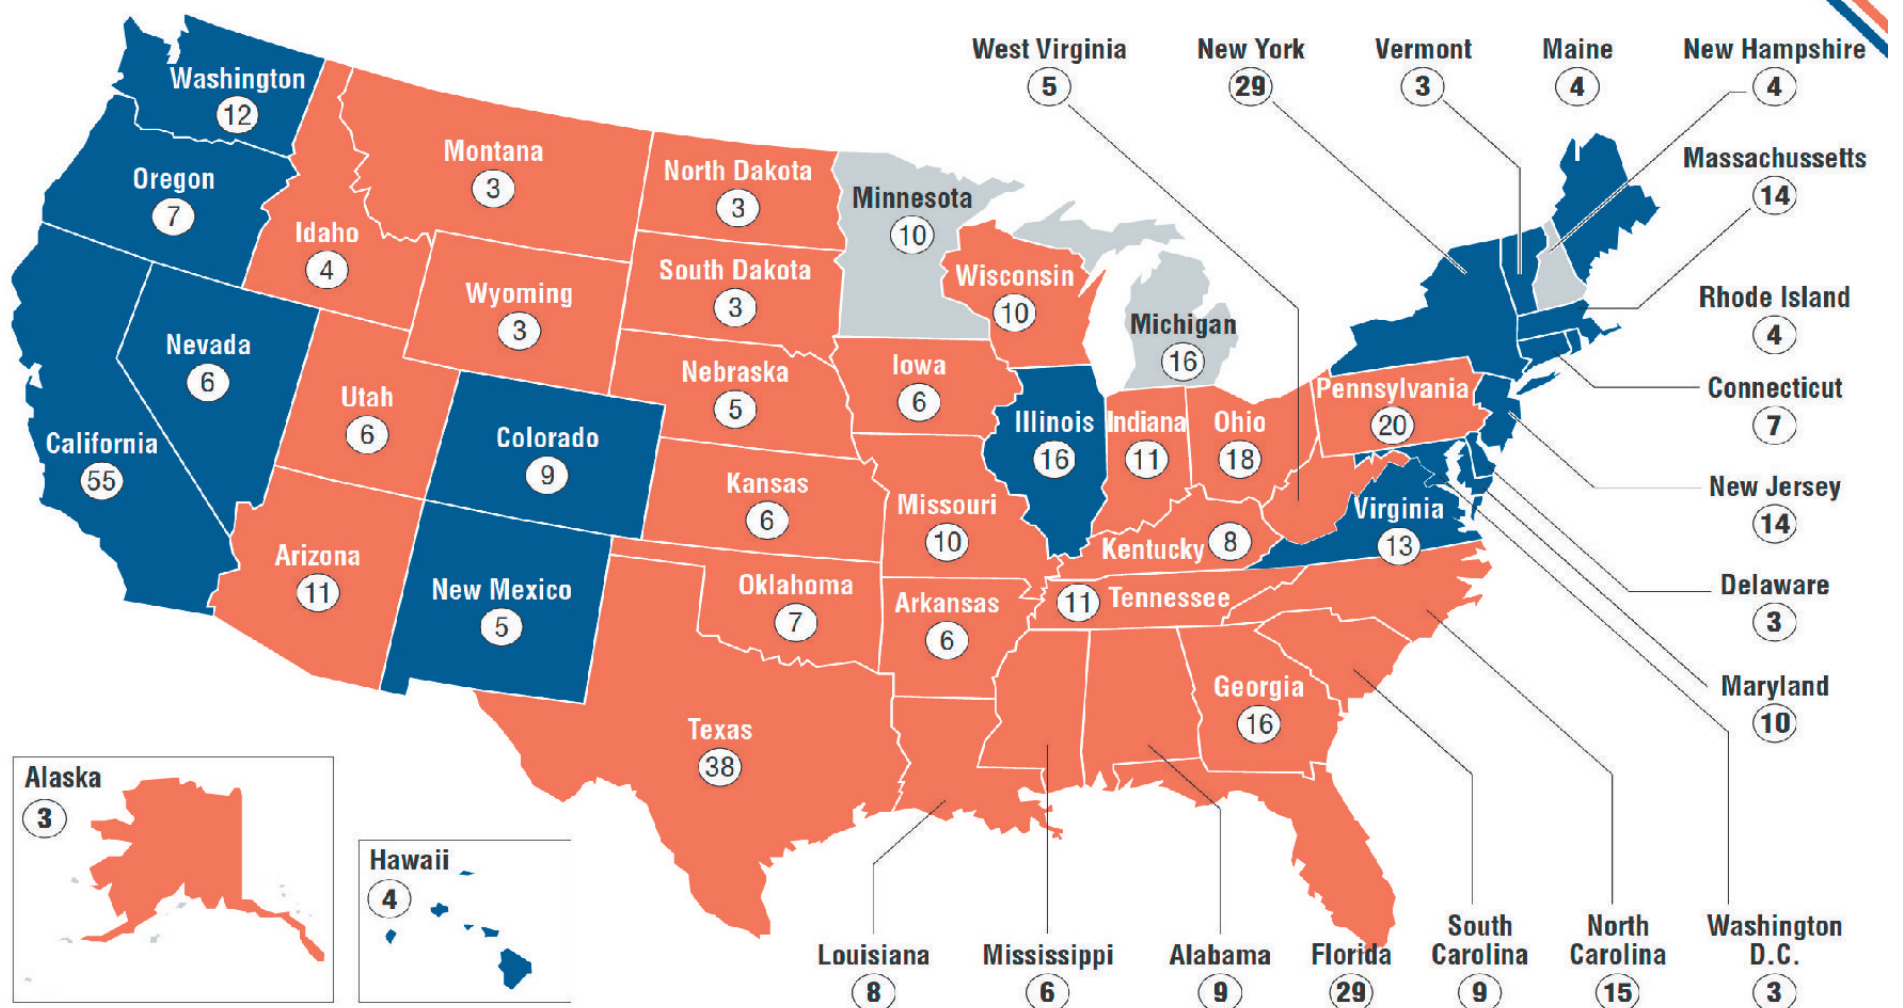 West Virginia
5
New York
29
Vermont
3
Maine
4
New Hampshire
4
Washington
12
Montana
3
North Dakota
3
Minnesota
10
Massachussetts
14
Oregon
7
Idaho
4
Wyoming
3
South Dakota
3
Wisconsin
10
Michigan
16
Rhode Island
4
Nevada
6
Utah
6
Nebraska
5
Iowa
6
Pennsylvania
20
Connecticut
7
California
55
Colorado
9
Illinois
16
Indiana
11
Ohio
18
Kansas
6
Missouri
10
Kentucky 8
Virginia
13
New Jersey
14
Arizona
11
New Mexico
5
Oklahoma
7
Arkansas
6
11 Tennessee
Delaware
3
Texas
38
Georgia
16
Maryland
10
Alaska
3
Hawaii
4
Louisiana
8
Mississippi
6
Alabama
9
Florida
29
South
Carolina
9
North
Carolina
15
Washington
D.C.
3